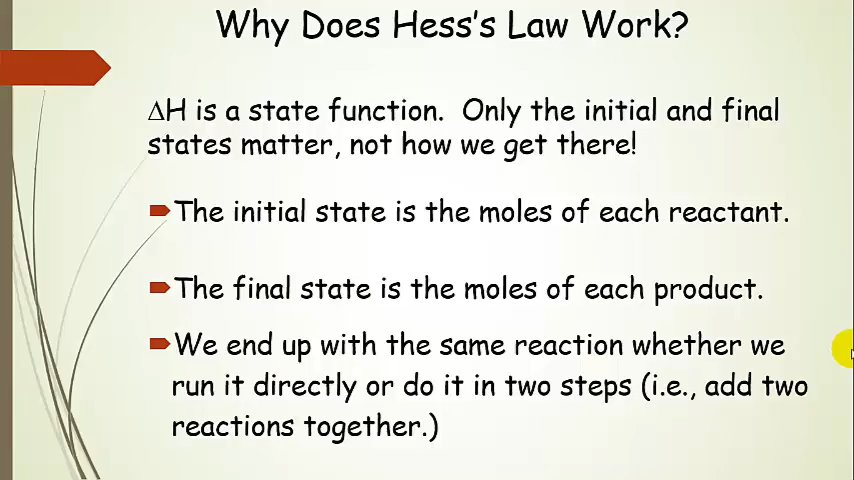 Why Does Hess's Law Work?
∆H is a state function. Only the initial and final
states matter, not how we get there!
The initial state is the moles of each reactant.
The final state is the moles of each product.
We end up with the same reaction whether we
run it directly or do it in two steps (i.e., add two
reactions together.)